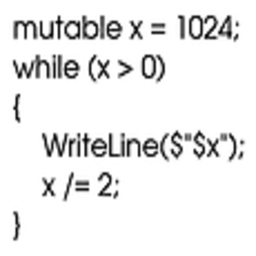 mutable x = 1024;
while (x > 0)
{
WriteLine($"$x");
x /= 2;
}